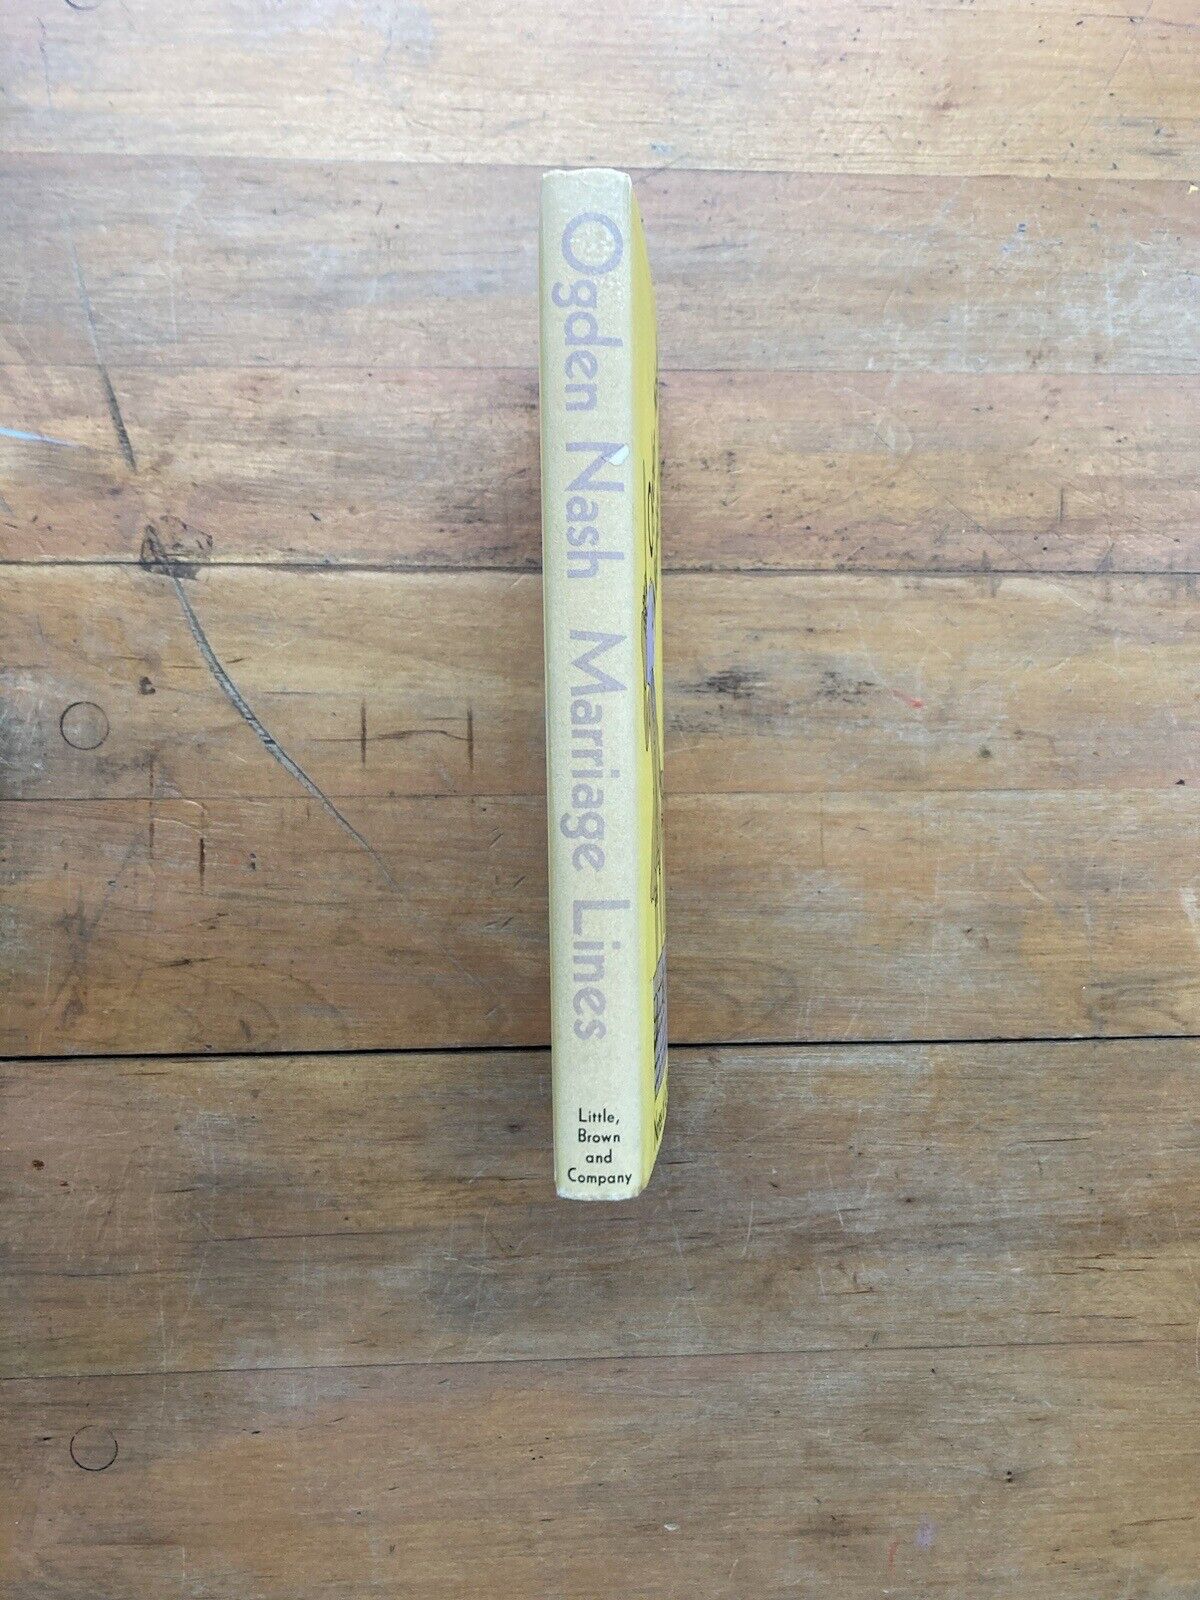 Ogden Nash Marriage Lines
Little,
Brown
and
Company